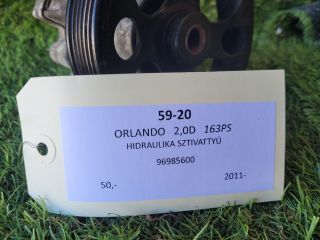 59-20
ORLANDO 2,0D 163PS
HIDRAULIKA SZTIVATTYÚ
96985600
50,- 2011-